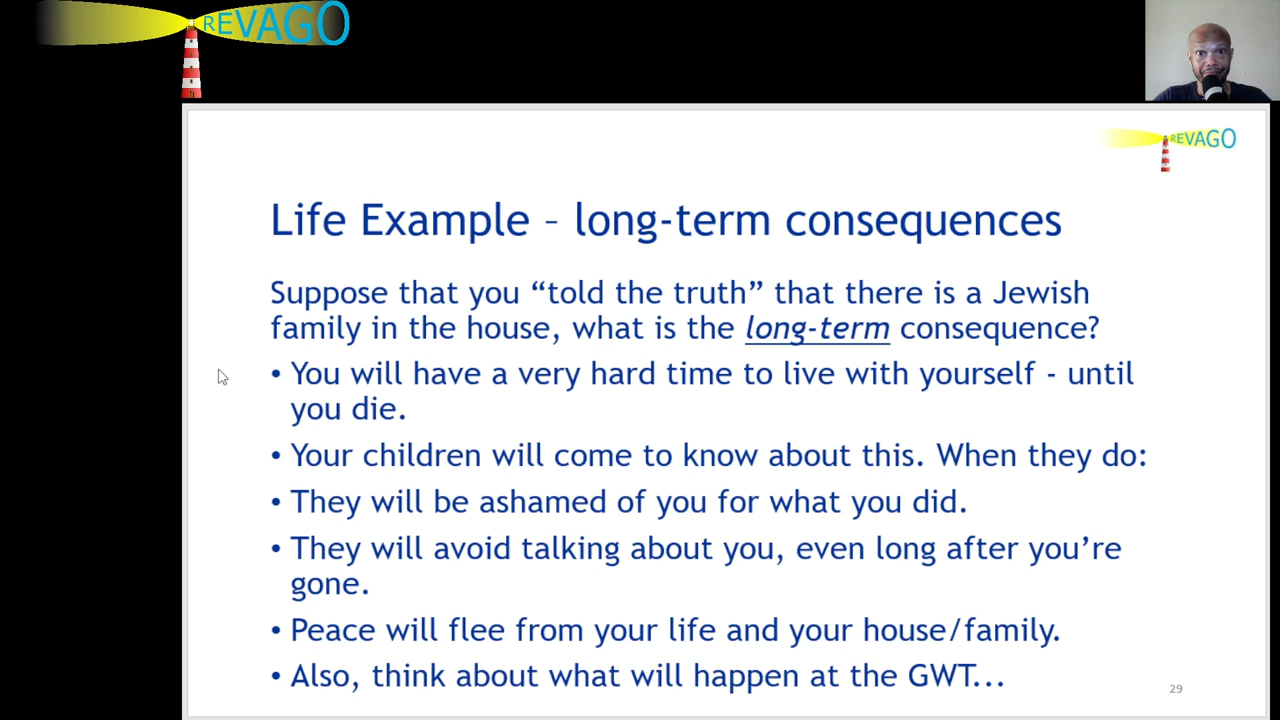 REVAGO
REVAGO
Life Example – long-term consequences
Suppose that you “told the truth” that there is a Jewish
family in the house, what is the long-term consequence?
• You will have a very hard time to live with yourself - until
you die.
• Your children will come to know about this. When they do:
• They will be ashamed of you for what you did.
• They will avoid talking about you, even long after you’re
gone.
• Peace will flee from your life and your house/family.
• Also, think about what will happen at the GWT...
29